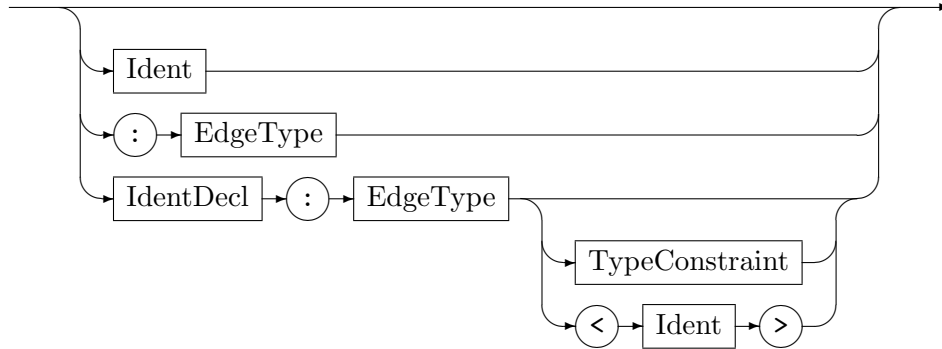 Ident
: EdgeType
IdentDecl : EdgeType
TypeConstraint
< Ident >